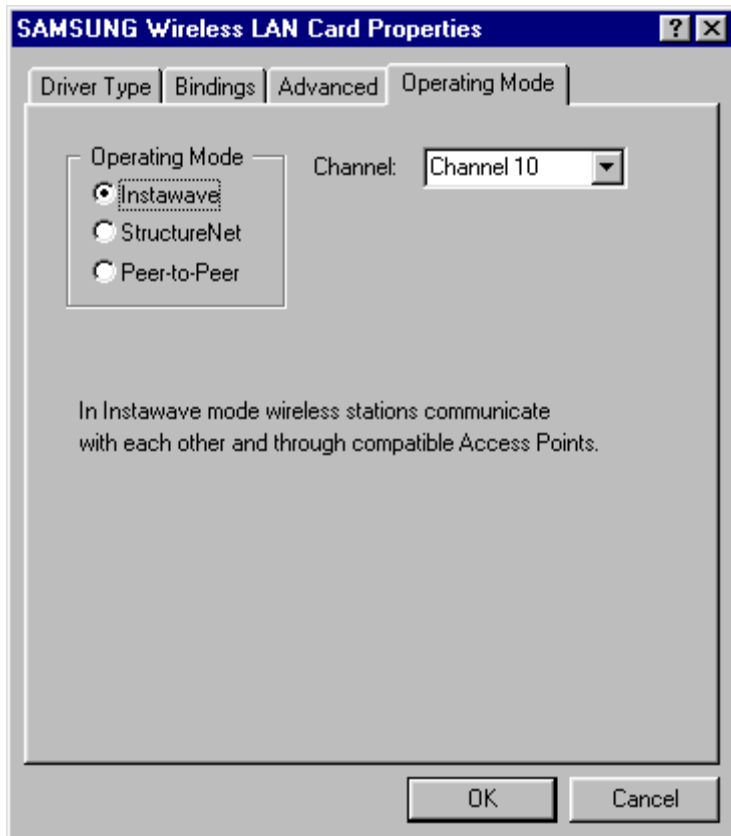 SAMSUNG Wireless LAN Card Properties
Driver Type Bindings Advanced Operating Mode
Operating Mode
Channel: Channel 10
Instawave
StructureNet
Peer-to-Peer
In Instawave mode wireless stations communicate
with each other and through compatible Access Points.
OK Cancel